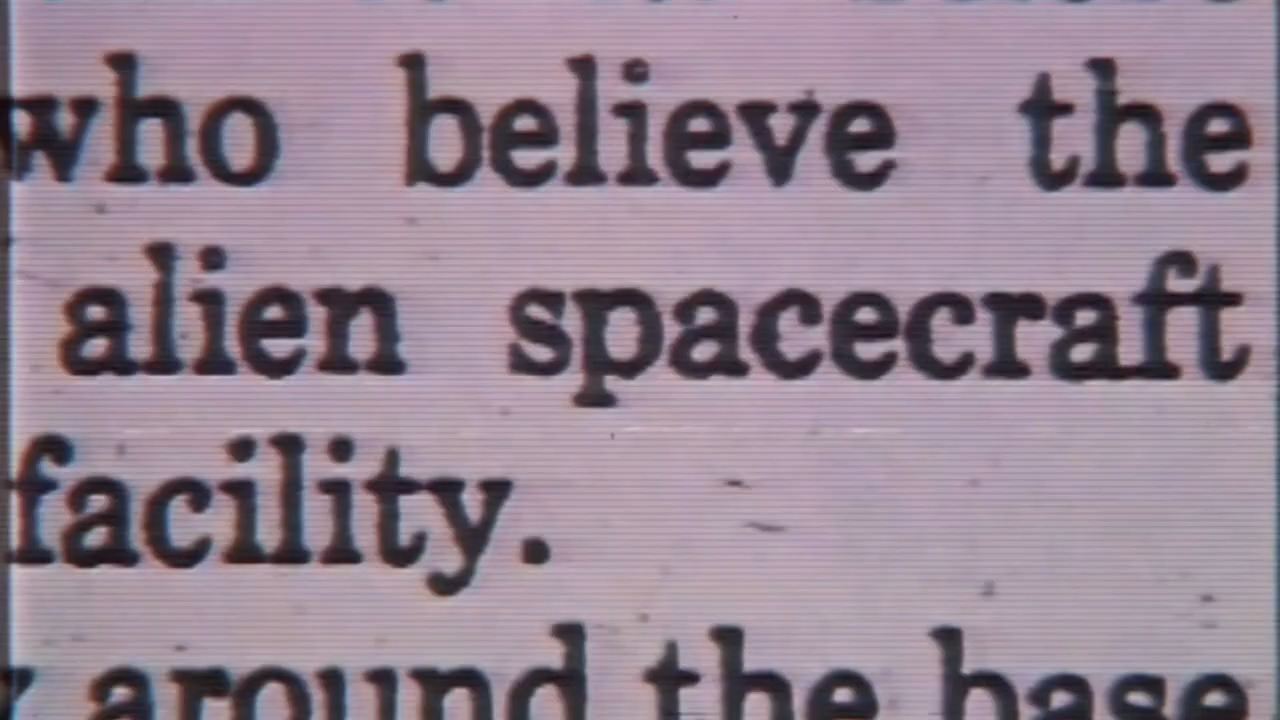 who believe the
alien spacecraft
facility.
around the base